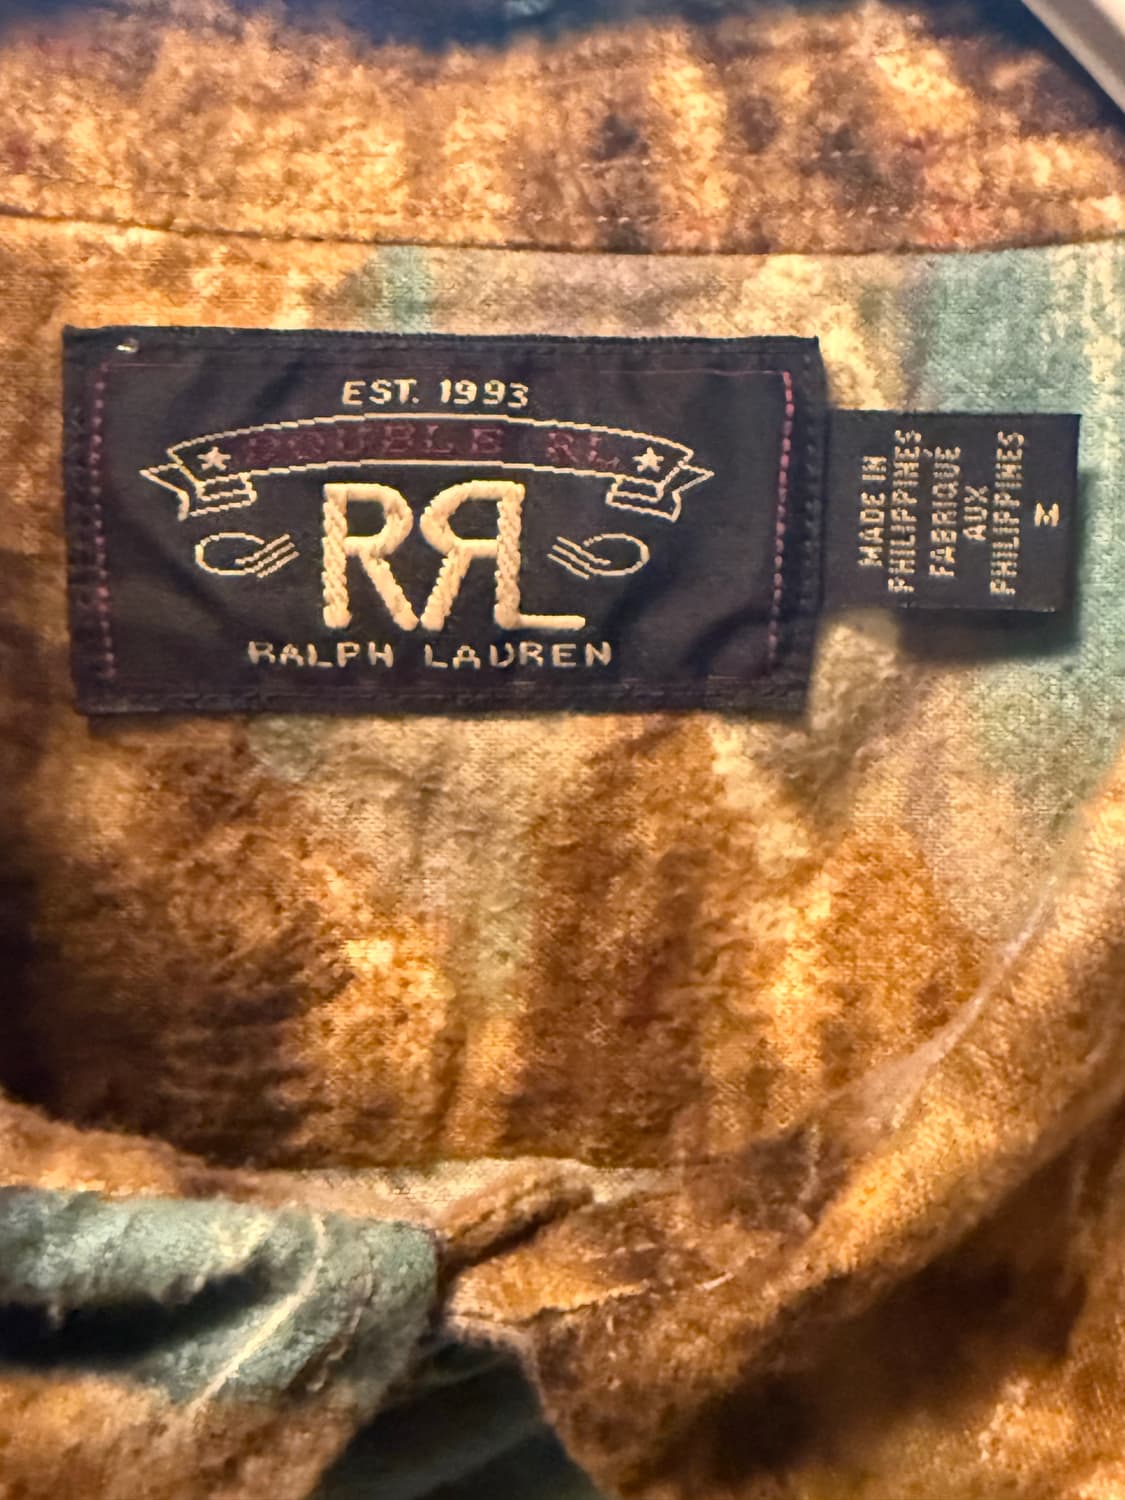 EST. 1993
DOUBLE RL
RRL
RALPH LAUREN
MADE IN
PHILIPPINES
FABRIQUÉ
AUX
PHILIPPINES
M